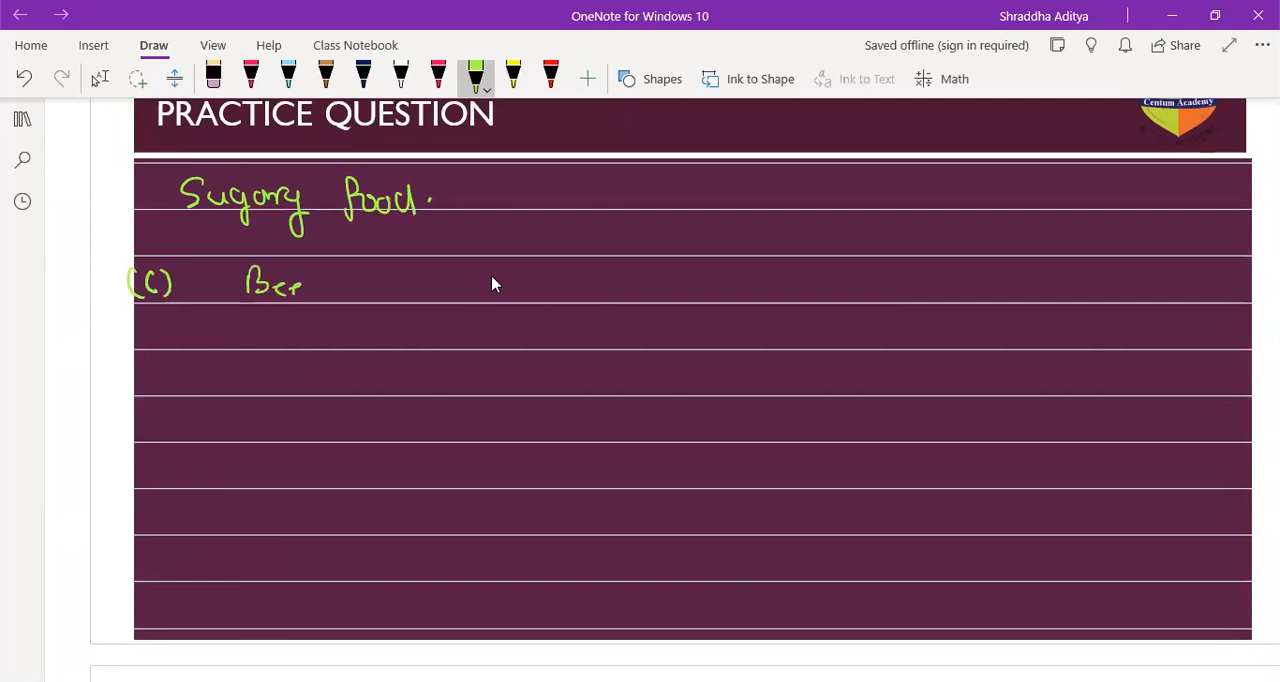 OneNote for Windows 10
Shraddha Aditya
Home Insert Draw View Help Class Notebook
Saved offline (sign in required)
Share
Shapes
Ink to Shape
Ink to Text
Math
PRACTICE QUESTION
Centum Academy
Sugary food.
(C) Bee